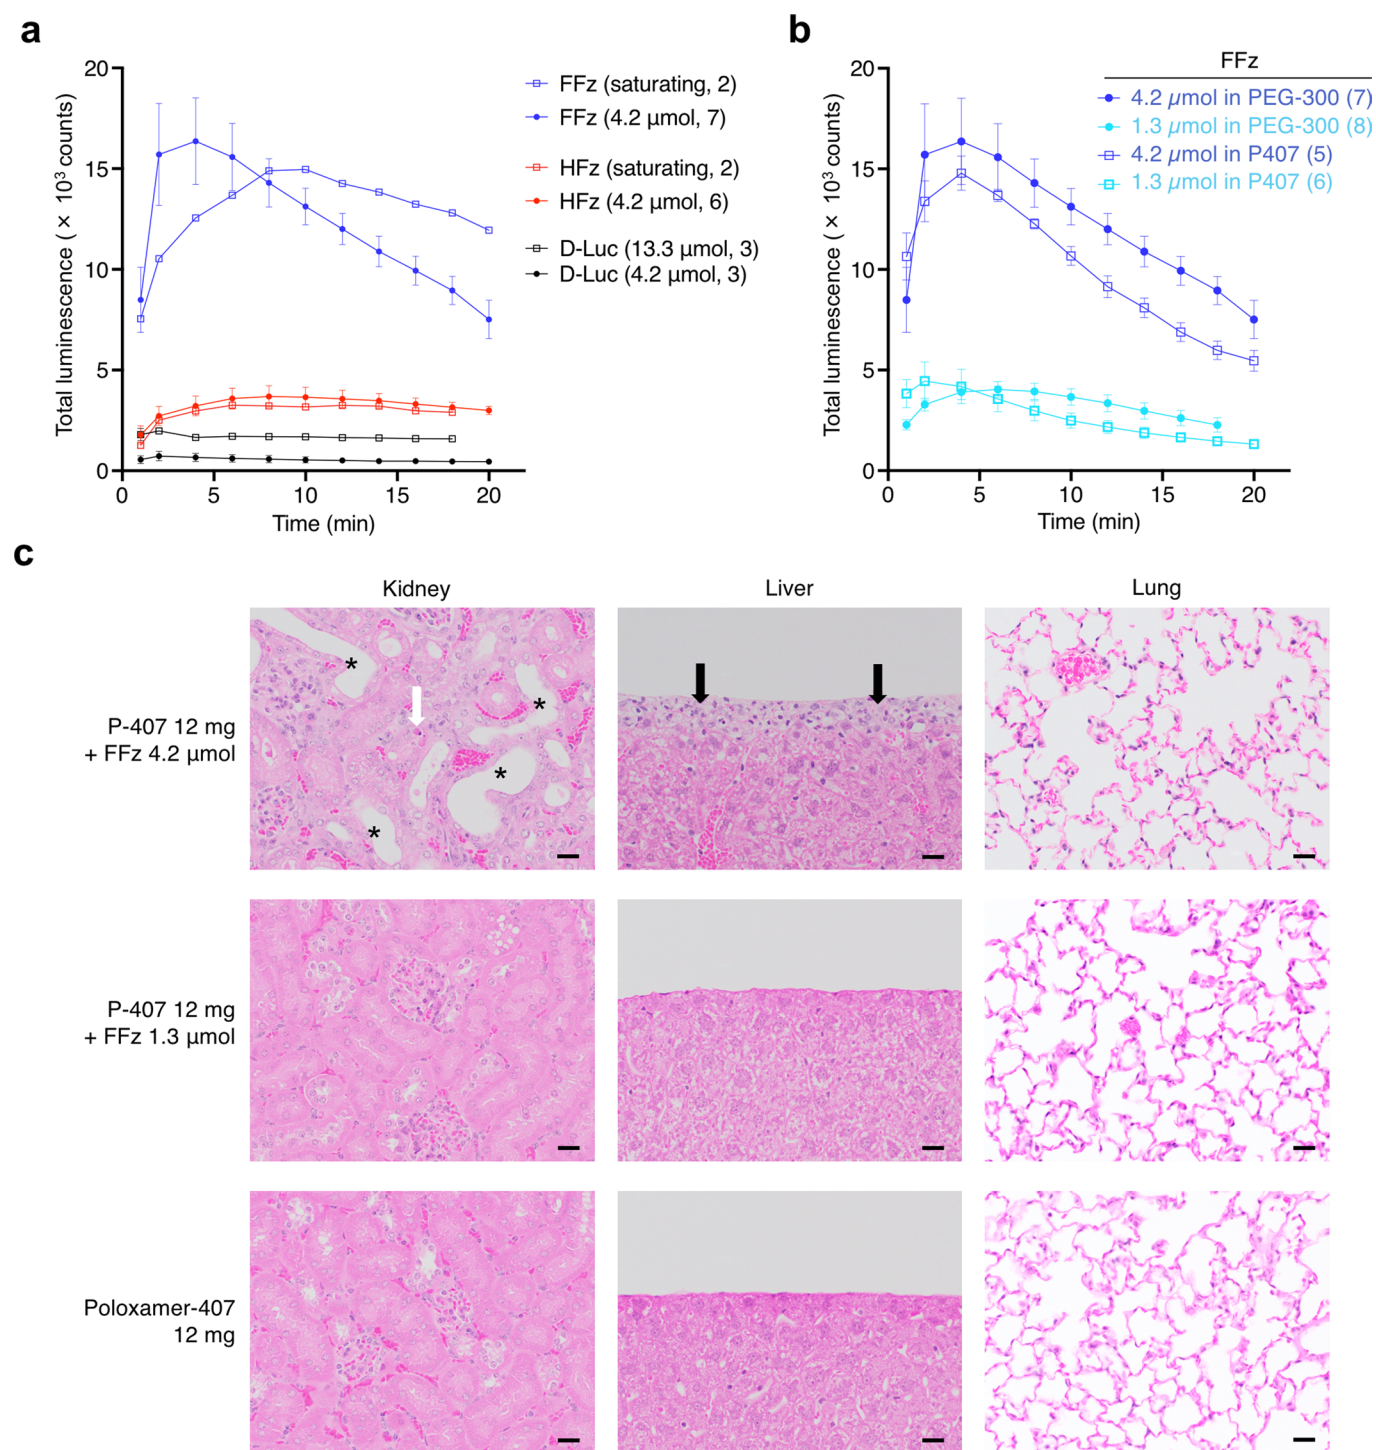 a
20
15
10
5
0
Total luminescence (× 10³ counts)
0 5 10 15 20
Time (min)
FFz (saturating, 2)
FFz (4.2 μmol, 7)
HFz (saturating, 2)
HFz (4.2 μmol, 6)
D-Luc (13.3 μmol, 3)
D-Luc (4.2 μmol, 3)
b
20
15
10
5
0
Total luminescence (× 10³ counts)
0 5 10 15 20
Time (min)
FFz
4.2 μmol in PEG-300 (7)
1.3 μmol in PEG-300 (8)
4.2 μmol in P407 (5)
1.3 μmol in P407 (6)
c
Kidney Liver Lung
P-407 12 mg
+ FFz 4.2 μmol
*
*
*
*
P-407 12 mg
+ FFz 1.3 μmol
Poloxamer-407
12 mg